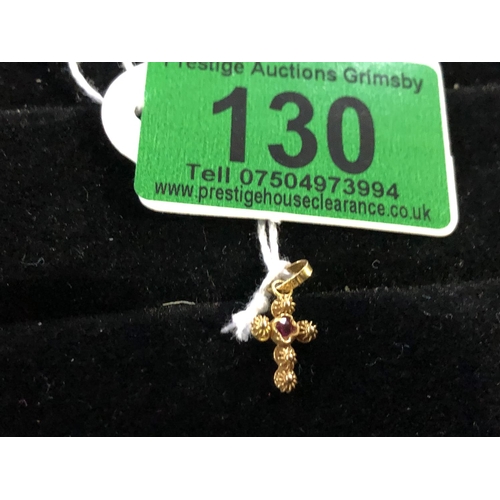 Prestige Auctions Grimsby
130
Tell 07504973994
www.prestigehouseclearance.co.uk